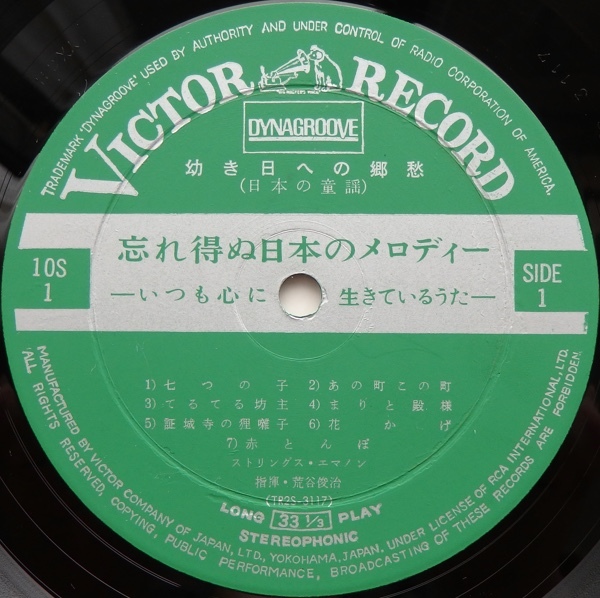 TRADEMARK 'DYNAGROOVE' USED BY AUTHORITY AND UNDER CONTROL OF RADIO CORPORATION OF AMERICA.
VICTOR RECORD
DYNAGROOVE
幼き日への郷愁
(日本の童謡)
忘れ得ぬ日本のメロディー
—いつも心に 生きているうた—
10S
1
SIDE
1
1)七つの子 2)あの町この町
3)てるてる坊主 4)まりと殿様
5)証城寺の狸囃子 6)花かげ
7)赤とんぼ
ストリングス・エマノン
指揮・荒谷俊治
(TR2S-3117)
LONG 33 1/3 PLAY
STEREOPHONIC
MANUFACTURED BY VICTOR COMPANY OF JAPAN, LTD., YOKOHAMA, JAPAN. UNDER LICENSE OF RCA INTERNATIONAL, LTD.
ALL RIGHTS RESERVED, COPYING, PUBLIC PERFORMANCE, BROADCASTING OF THESE RECORDS ARE FORBIDDEN.